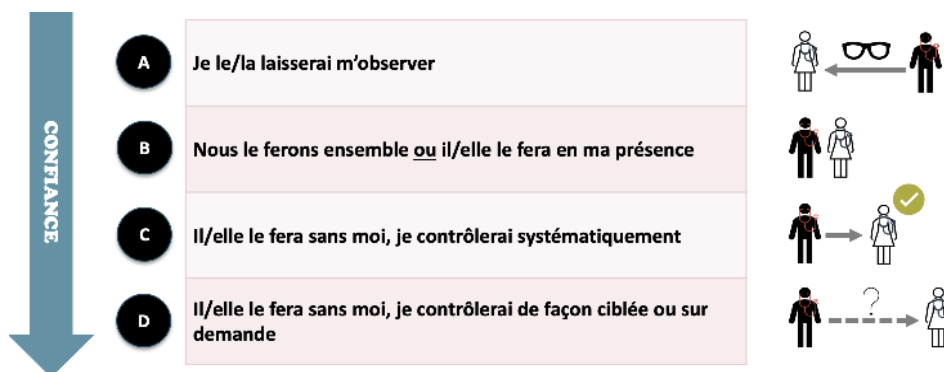 CONFIANCE
A
Je le/la laisserai m'observer
B
Nous le ferons ensemble ou il/elle le fera en ma présence
C
Il/elle le fera sans moi, je contrôlerai systématiquement
D
Il/elle le fera sans moi, je contrôlerai de façon ciblée ou sur
demande
?